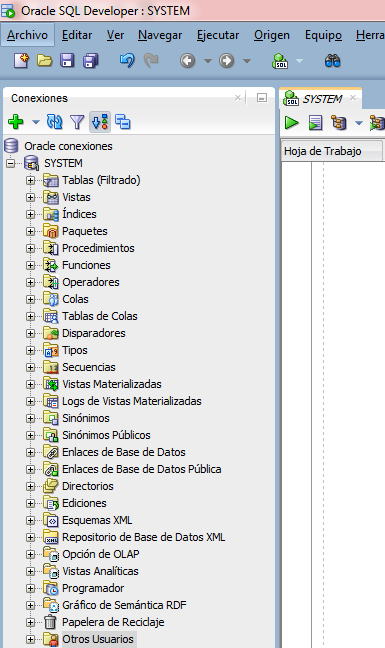 Oracle SQL Developer : SYSTEM
Archivo Editar Ver Navegar Ejecutar Origen Equipo Herra
SQL
Conexiones
SQL SYSTEM
Hoja de Trabajo
Oracle conexiones
SYSTEM
Tablas (Filtrado)
Vistas
Índices
Paquetes
Procedimientos
Funciones
Operadores
Colas
Tablas de Colas
Disparadores
Tipos
Secuencias
Vistas Materializadas
Logs de Vistas Materializadas
Sinónimos
Sinónimos Públicos
Enlaces de Base de Datos
Enlaces de Base de Datos Pública
Directorios
Ediciones
Esquemas XML
Repositorio de Base de Datos XML
Opción de OLAP
Vistas Analíticas
Programador
Gráfico de Semántica RDF
Papelera de Reciclaje
Otros Usuarios